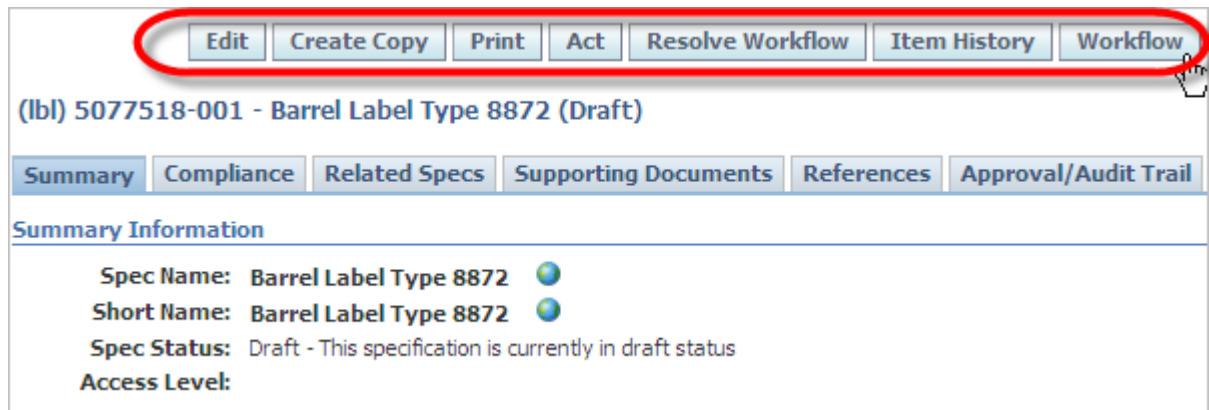 Edit Create Copy Print Act Resolve Workflow Item History Workflow
(lbl) 5077518-001 - Barrel Label Type 8872 (Draft)
Summary Compliance Related Specs Supporting Documents References Approval/Audit Trail
Summary Information
Spec Name: Barrel Label Type 8872
Short Name: Barrel Label Type 8872
Spec Status: Draft - This specification is currently in draft status
Access Level: